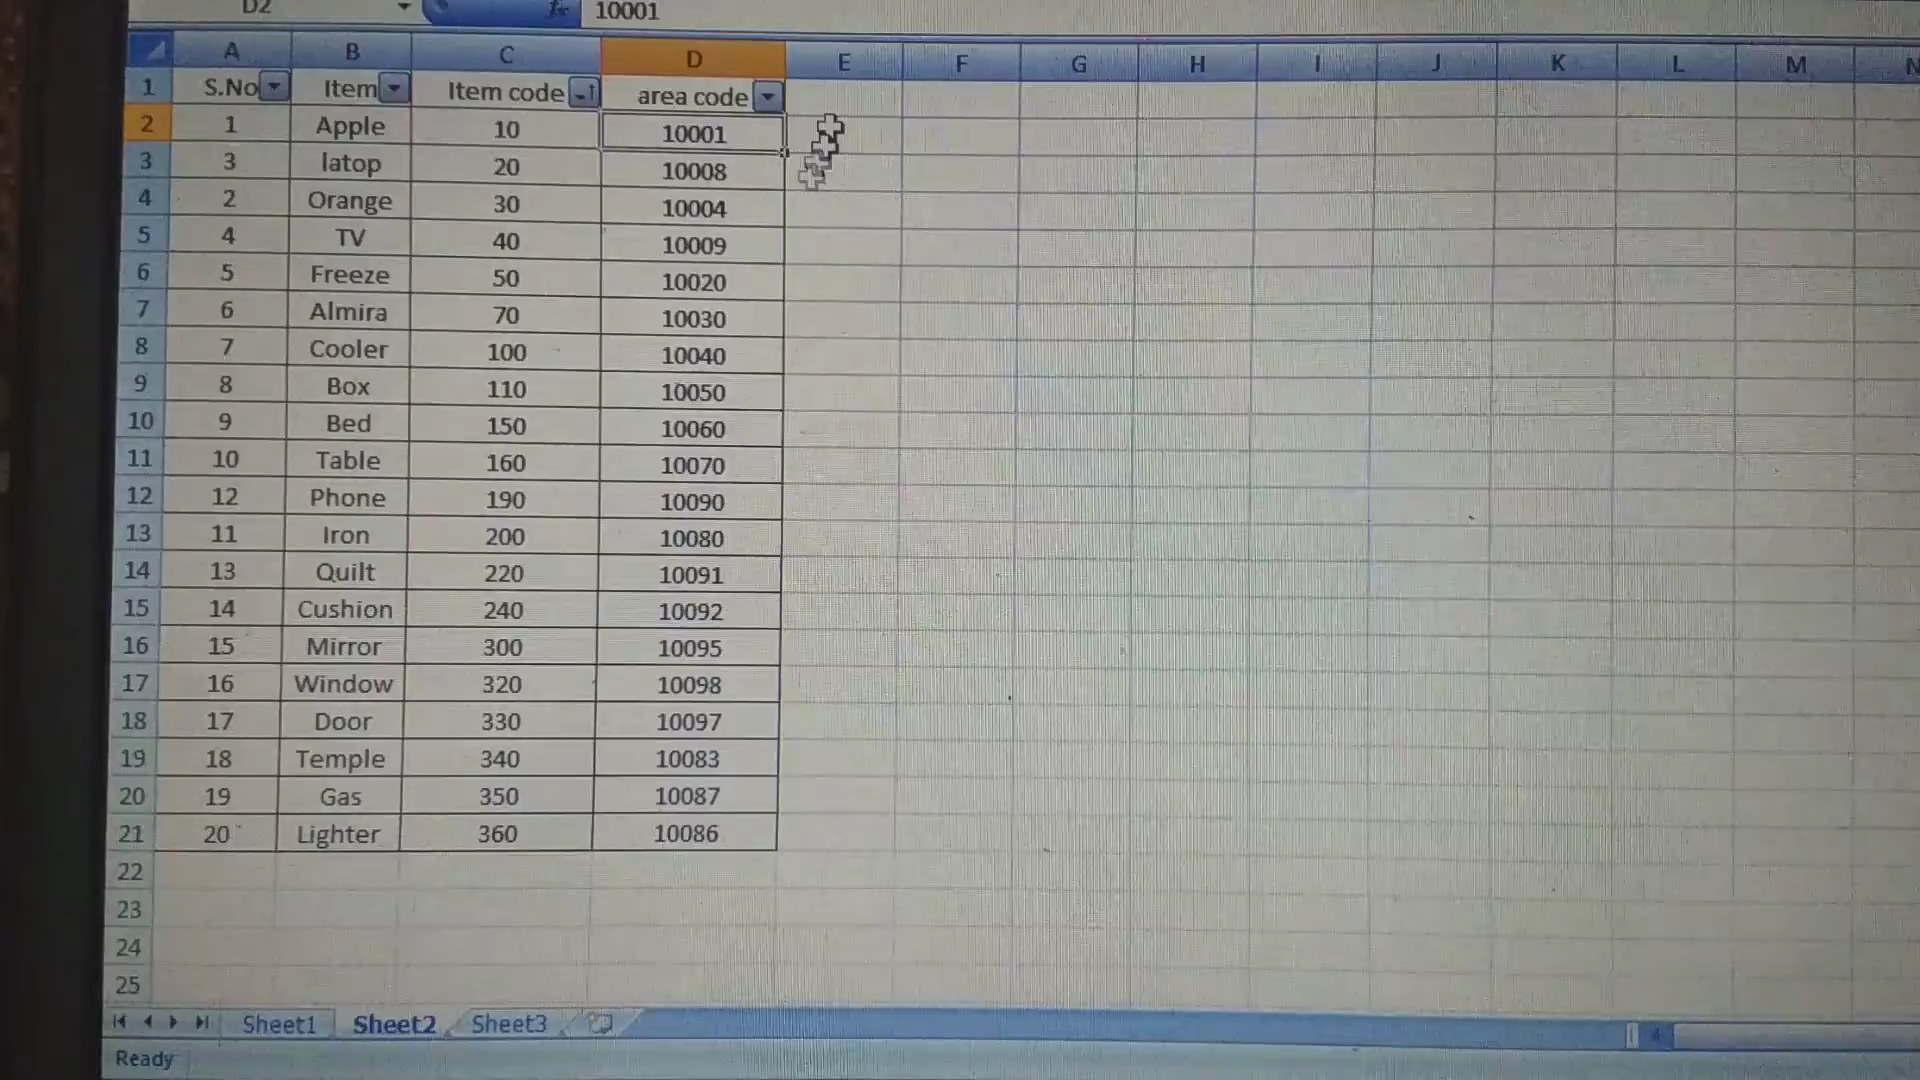 D2 fx 10001
A B C D E F G H I J K L M N
1 S.No Item Item code area code
2 1 Apple 10 10001
3 3 latop 20 10008
4 2 Orange 30 10004
5 4 TV 40 10009
6 5 Freeze 50 10020
7 6 Almira 70 10030
8 7 Cooler 100 10040
9 8 Box 110 10050
10 9 Bed 150 10060
11 10 Table 160 10070
12 12 Phone 190 10090
13 11 Iron 200 10080
14 13 Quilt 220 10091
15 14 Cushion 240 10092
16 15 Mirror 300 10095
17 16 Window 320 10098
18 17 Door 330 10097
19 18 Temple 340 10083
20 19 Gas 350 10087
21 20 Lighter 360 10086
22
23
24
25
Sheet1 Sheet2 Sheet3
Ready